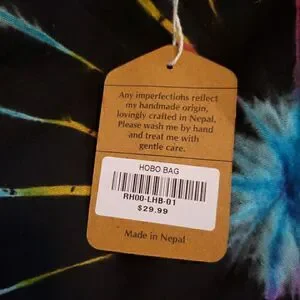 Any imperfections reflect
my handmade origin,
lovingly crafted in Nepal,
Please wash me by hand
and treat me with
gentle care.
HOBO BAG
RH00-LHB-01
$29.99
Made in Nepal